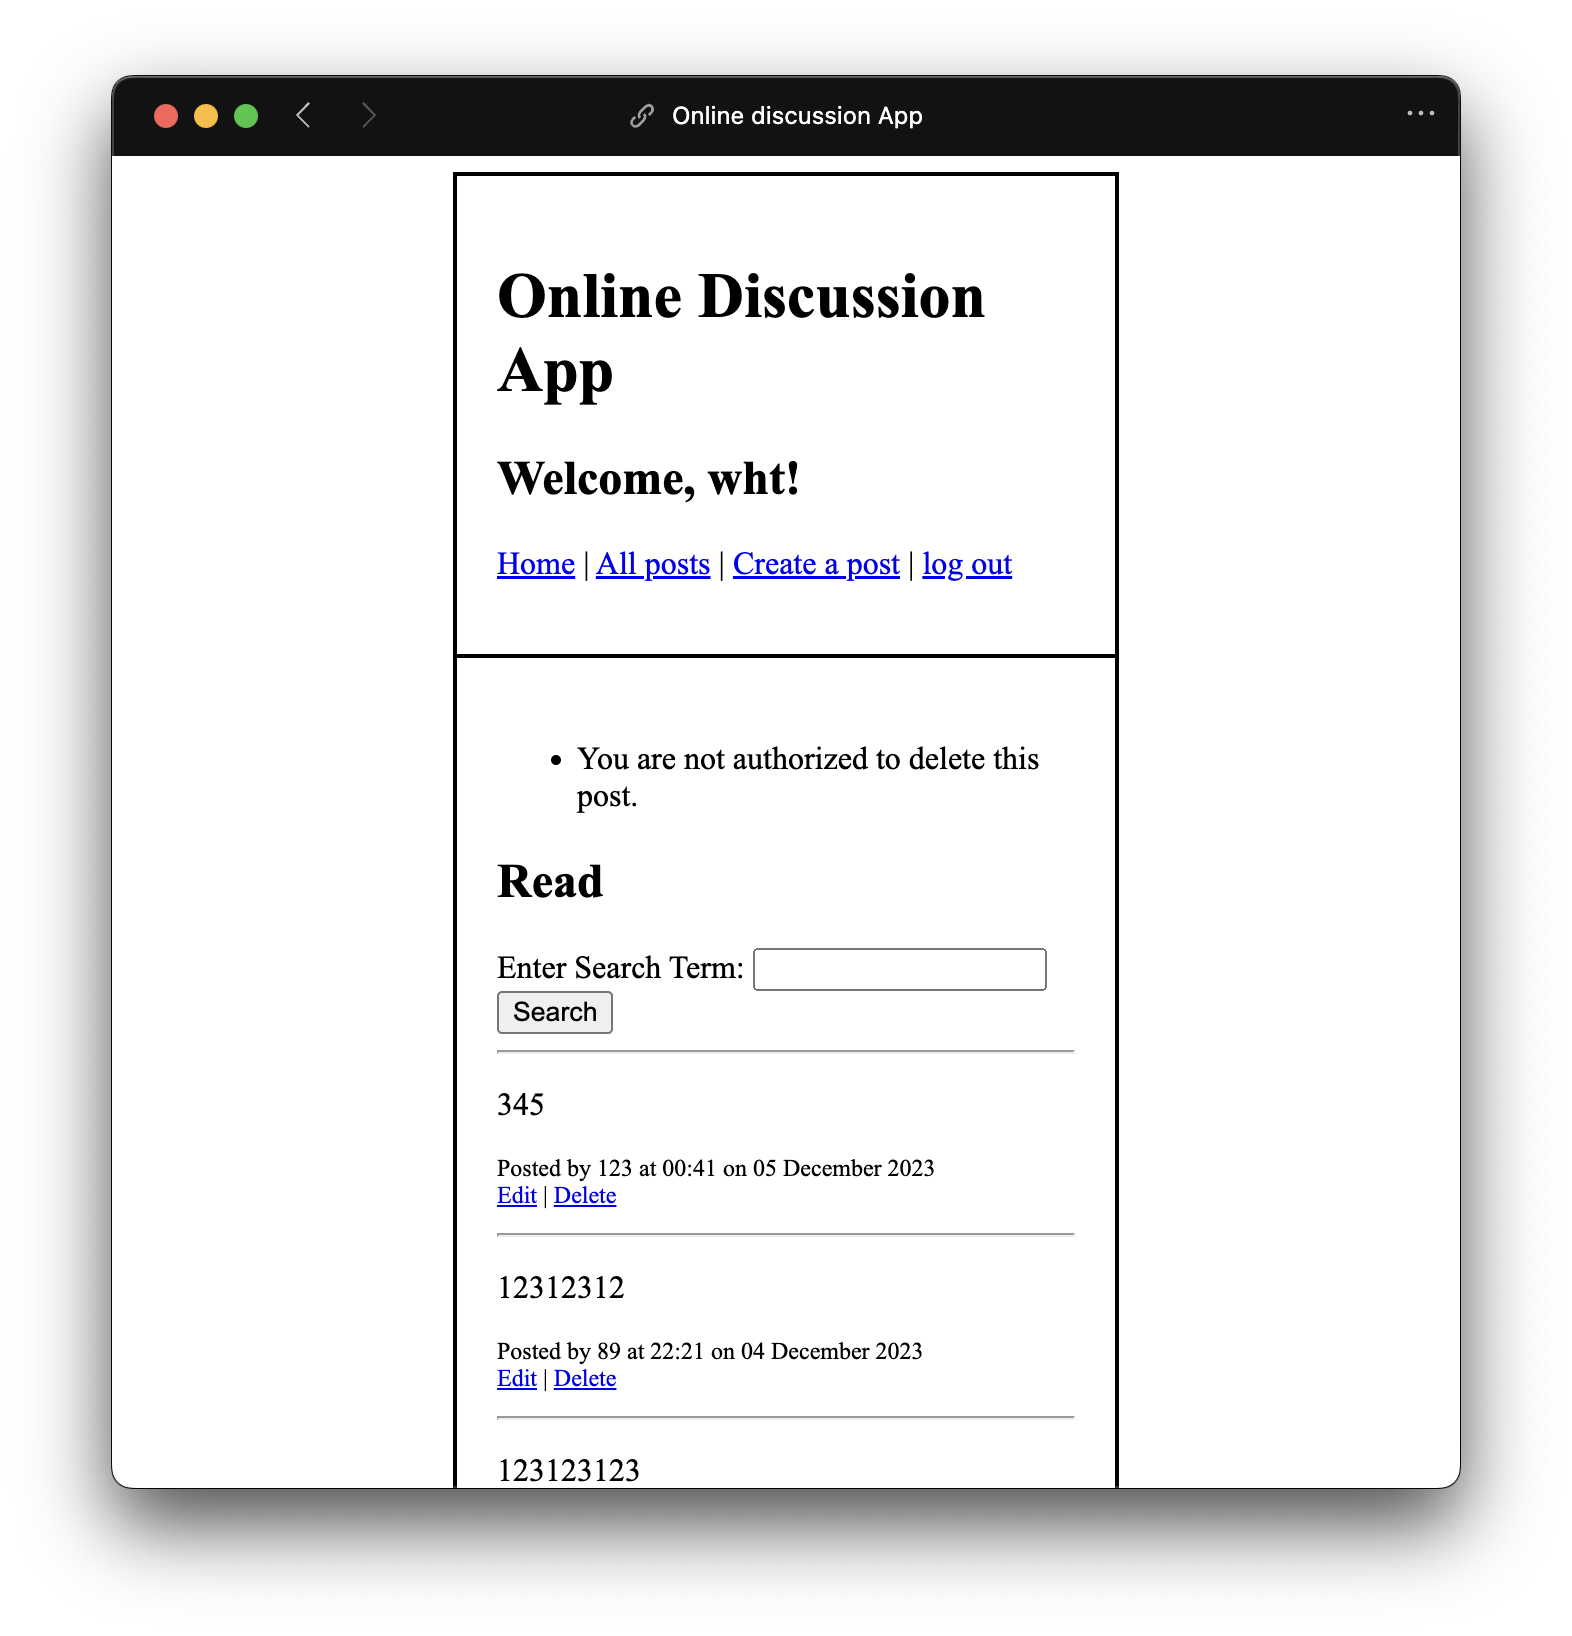 Online discussion App
Online Discussion
App
Welcome, wht!
Home | All posts | Create a post | log out
You are not authorized to delete this
post.
Read
Enter Search Term:
Search
345
Posted by 123 at 00:41 on 05 December 2023
Edit | Delete
12312312
Posted by 89 at 22:21 on 04 December 2023
Edit | Delete
123123123